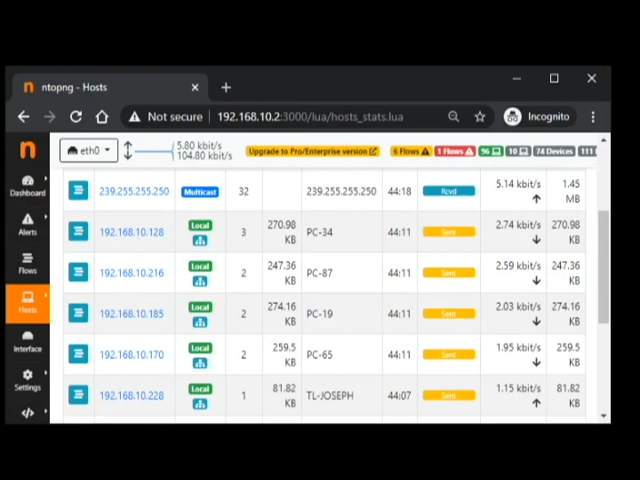 ntopng - Hosts
Not secure 192.168.10.2:3000/lua/hosts_stats.lua Incognito
eth0 5.80 kbit/s Upgrade to Pro/Enterprise version 6 Flows 1 Flows 96 10 74 Devices 111
104.80 kbit/s
Dashboard
Alerts
Flows
Hosts
Interface
Settings
239.255.255.250 Multicast 32 239.255.255.250 44:18 Rcvd 5.14 kbit/s 1.45 MB
192.168.10.128 Local 3 270.98 KB PC-34 44:11 Sent 2.74 kbit/s 270.98 KB
192.168.10.216 Local 2 247.36 KB PC-87 44:11 Sent 2.59 kbit/s 247.36 KB
192.168.10.185 Local 2 274.16 KB PC-19 44:11 Sent 2.03 kbit/s 274.16 KB
192.168.10.170 Local 2 259.5 KB PC-65 44:11 Sent 1.95 kbit/s 259.5 KB
192.168.10.228 Local 1 81.82 KB TL-JOSEPH 44:07 Sent 1.15 kbit/s 81.82 KB